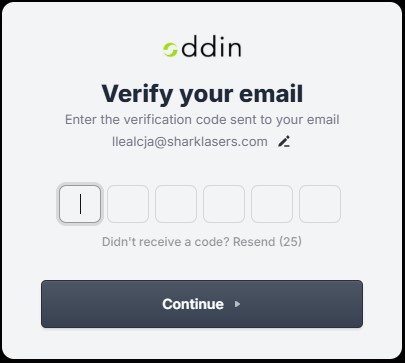 oddin
Verify your email
Enter the verification code sent to your email
llealcja@sharklasers.com
Didn't receive a code? Resend (25)
Continue